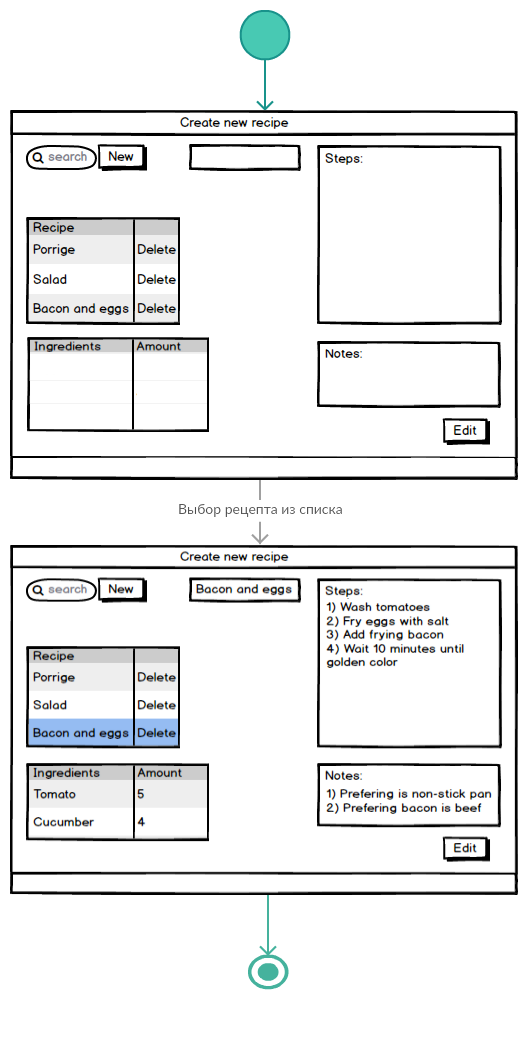 Create new recipe
search
New
Steps:
Recipe
Porrige
Delete
Salad
Delete
Bacon and eggs
Delete
Ingredients
Amount
Notes:
Edit
Выбор рецепта из списка
Create new recipe
search
New
Bacon and eggs
Steps:
1) Wash tomatoes
2) Fry eggs with salt
3) Add frying bacon
4) Wait 10 minutes until
golden color
Recipe
Porrige
Delete
Salad
Delete
Bacon and eggs
Delete
Ingredients
Amount
Tomato
5
Cucumber
4
Notes:
1) Prefering is non-stick pan
2) Prefering bacon is beef
Edit